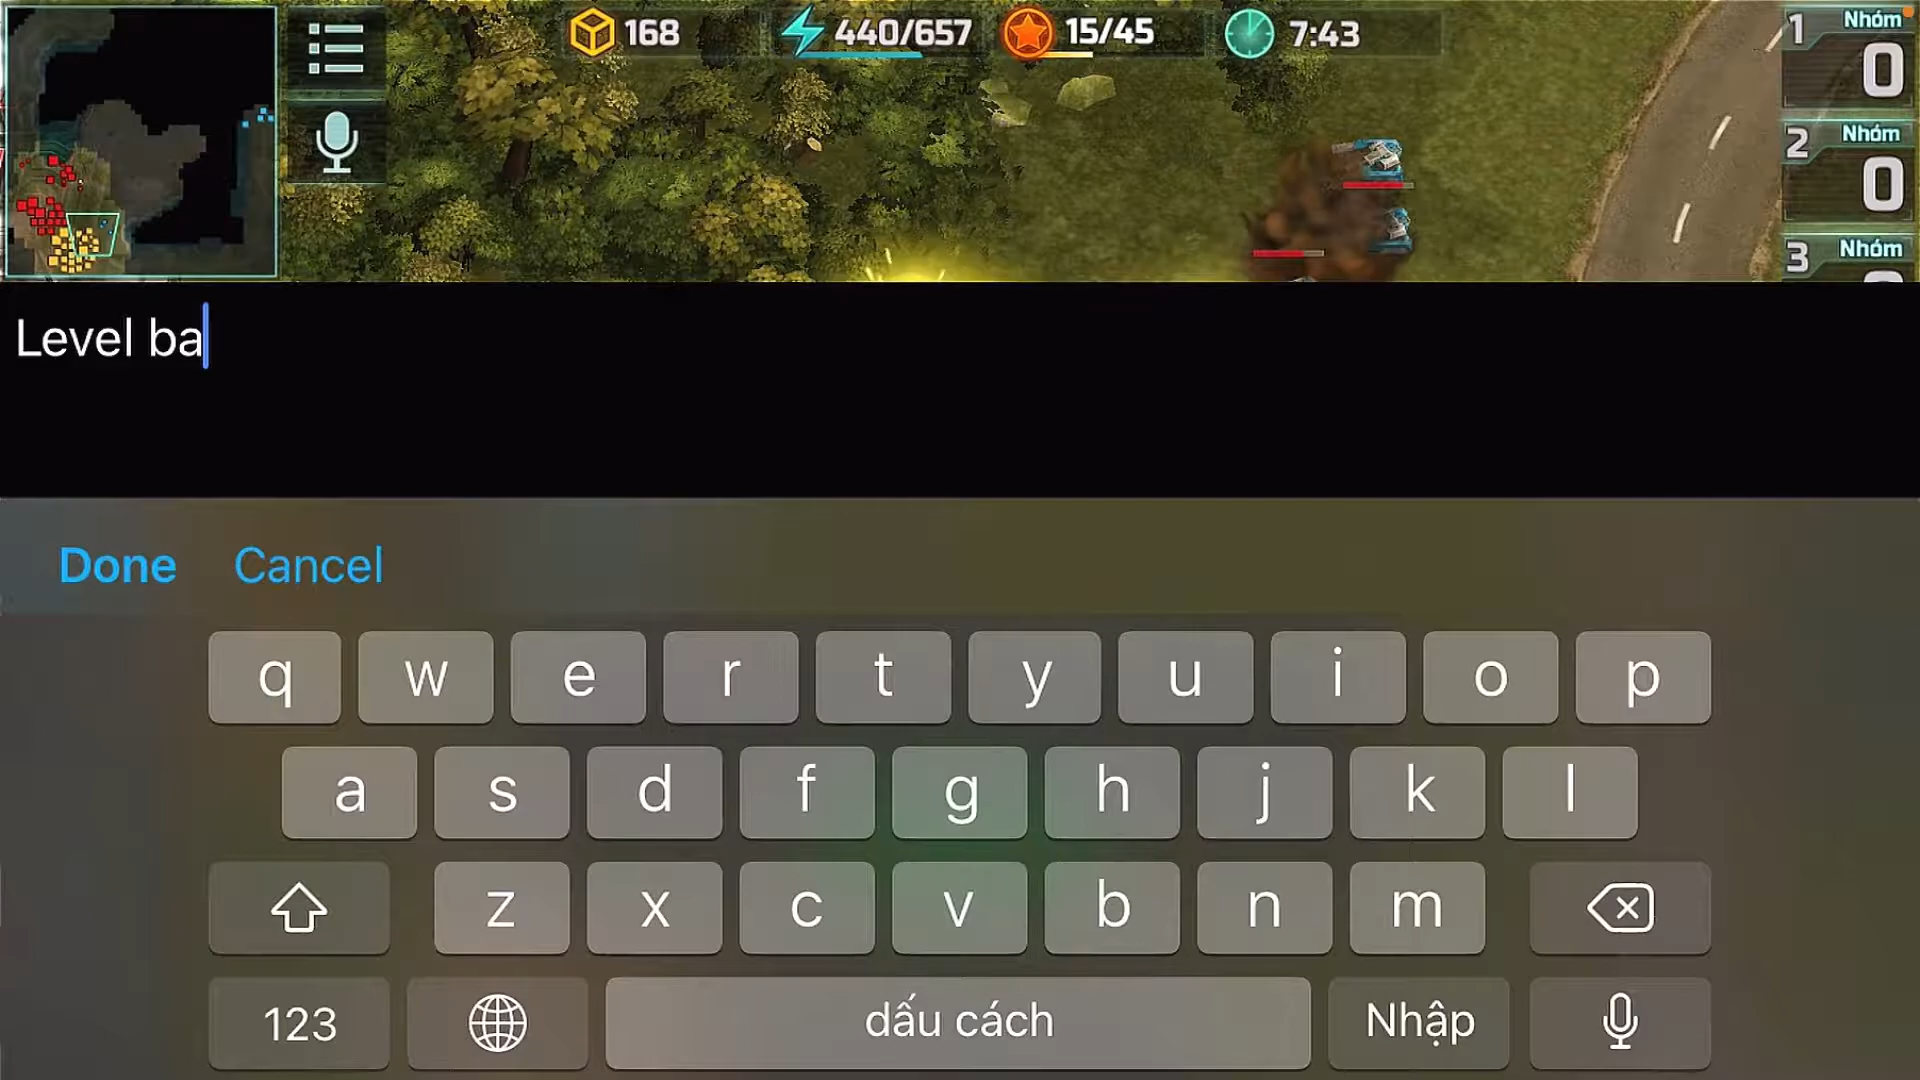 168
440/657
15/45
7:43
1 Nhóm
0
2 Nhóm
0
3 Nhóm
Level ba
Done Cancel
q w e r t y u i o p
a s d f g h j k l
z x c v b n m
123 dấu cách Nhập